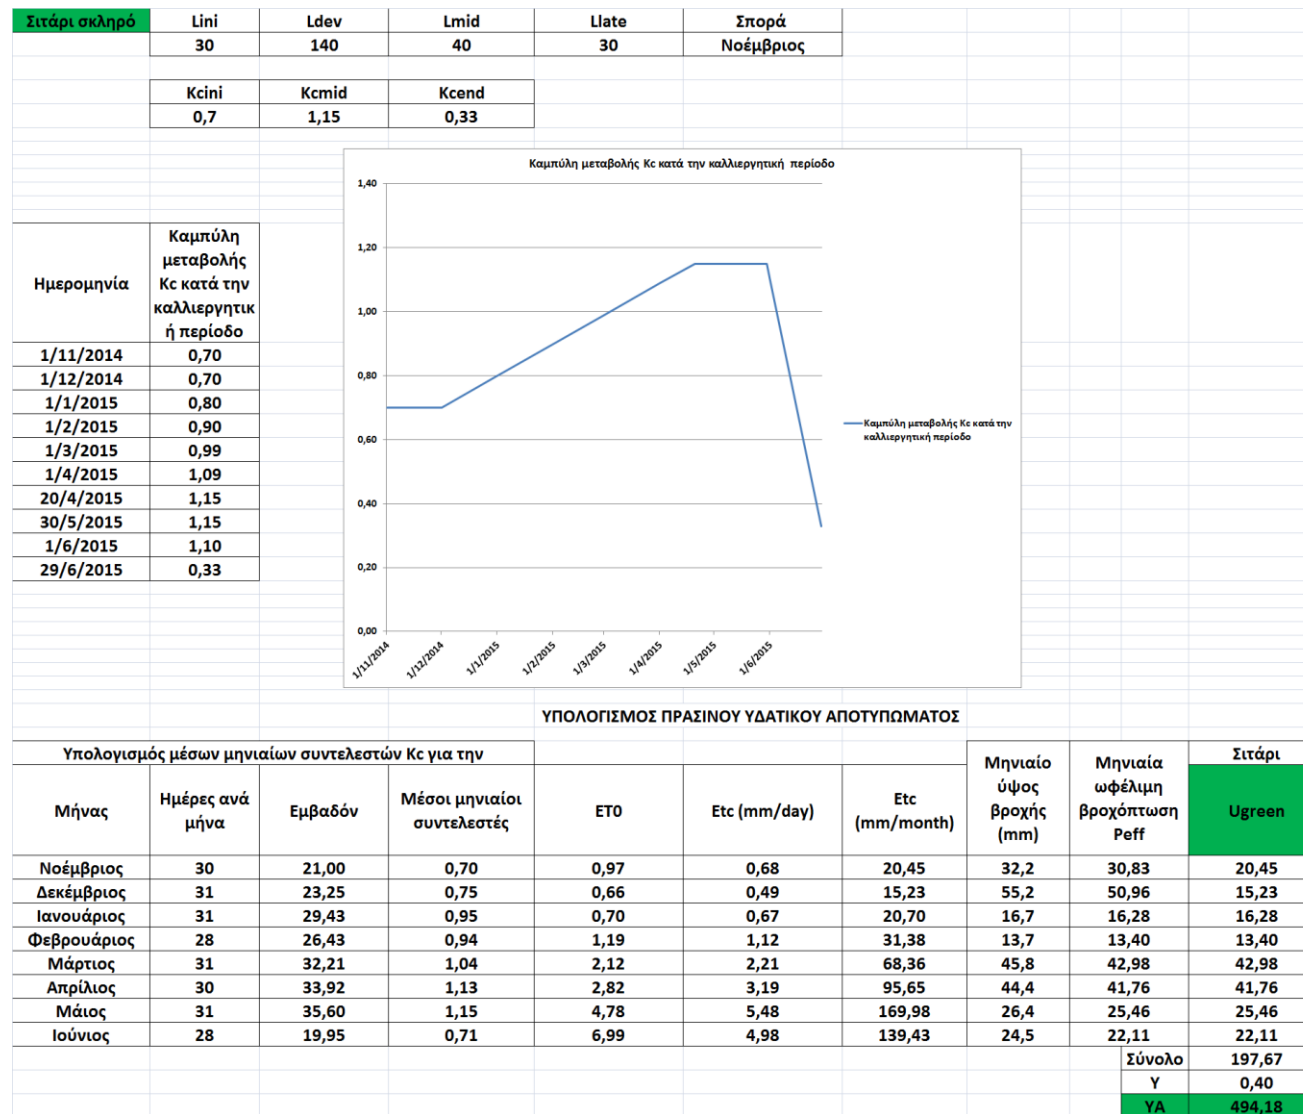 Σιτάρι σκληρό Lini Ldev Lmid Llate Σπορά
30 140 40 30 Νοέμβριος
Kcini Kcmid Kcend
0,7 1,15 0,33
Καμπύλη μεταβολής Kc κατά την καλλιεργητική περίοδο
1,40
1,20
1,00
0,80
0,60
0,40
0,20
0,00
1/11/2014 1/12/2014 1/1/2015 1/2/2015 1/3/2015 1/4/2015 1/5/2015 1/6/2015
Καμπύλη μεταβολής Kc κατά την
καλλιεργητική περίοδο
Ημερομηνία
Καμπύλη
μεταβολής
Kc κατά την
καλλιεργητικ
ή περίοδο
1/11/2014 0,70
1/12/2014 0,70
1/1/2015 0,80
1/2/2015 0,90
1/3/2015 0,99
1/4/2015 1,09
20/4/2015 1,15
30/5/2015 1,15
1/6/2015 1,10
29/6/2015 0,33
ΥΠΟΛΟΓΙΣΜΟΣ ΠΡΑΣΙΝΟΥ ΥΔΑΤΙΚΟΥ ΑΠΟΤΥΠΩΜΑΤΟΣ
Υπολογισμός μέσων μηνιαίων συντελεστών Kc για την
Μήνας
Ημέρες ανά
μήνα
Εμβαδόν
Μέσοι μηνιαίοι
συντελεστές
ET0
Etc (mm/day)
Etc
(mm/month)
Μηνιαίο
ύψος
βροχής
(mm)
Μηνιαία
ωφέλιμη
βροχόπτωση
Peff
Σιτάρι
Ugreen
Νοέμβριος 30 21,00 0,70 0,97 0,68 20,45 32,2 30,83 20,45
Δεκέμβριος 31 23,25 0,75 0,66 0,49 15,23 55,2 50,96 15,23
Ιανουάριος 31 29,43 0,95 0,70 0,67 20,70 16,7 16,28 16,28
Φεβρουάριος 28 26,43 0,94 1,19 1,12 31,38 13,7 13,40 13,40
Μάρτιος 31 32,21 1,04 2,12 2,21 68,36 45,8 42,98 42,98
Απρίλιος 30 33,92 1,13 2,82 3,19 95,65 44,4 41,76 41,76
Μάιος 31 35,60 1,15 4,78 5,48 169,98 26,4 25,46 25,46
Ιούνιος 28 19,95 0,71 6,99 4,98 139,43 24,5 22,11 22,11
Σύνολο 197,67
Υ 0,40
ΥΑ 494,18